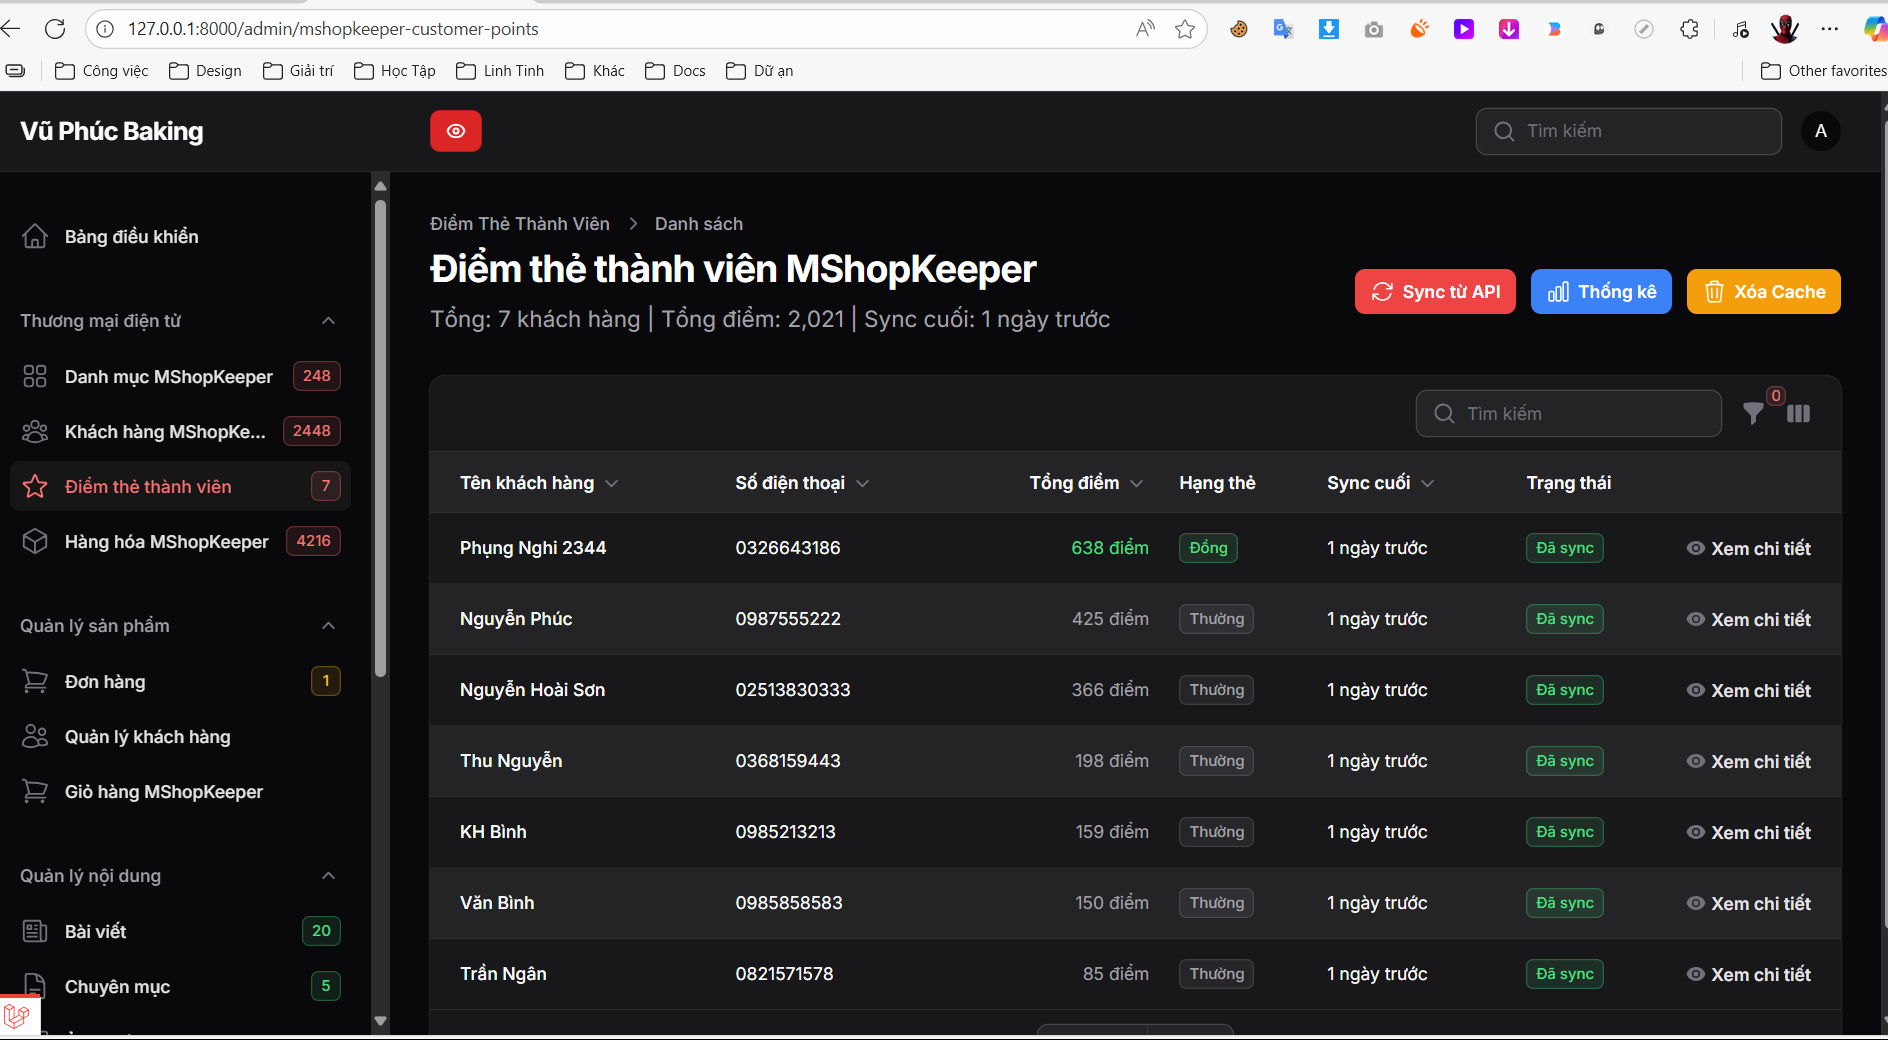 127.0.0.1:8000/admin/mshopkeeper-customer-points
Công việc
Design
Giải trí
Học Tập
Linh Tinh
Khác
Docs
Dữ án
Other favorites
Vũ Phúc Baking
Tìm kiếm
A
Bảng điều khiển
Thương mại điện tử
Danh mục MShopKeeper 248
Khách hàng MShopKe... 2448
Điểm thẻ thành viên 7
Hàng hóa MShopKeeper 4216
Quản lý sản phẩm
Đơn hàng 1
Quản lý khách hàng
Giỏ hàng MShopKeeper
Quản lý nội dung
Bài viết 20
Chuyên mục 5
Điểm Thẻ Thành Viên > Danh sách
Điểm thẻ thành viên MShopKeeper
Tổng: 7 khách hàng | Tổng điểm: 2,021 | Sync cuối: 1 ngày trước
Sync từ API
Thống kê
Xóa Cache
Tìm kiếm
0
Tên khách hàng Số điện thoại Tổng điểm Hạng thẻ Sync cuối Trạng thái
Phụng Nghi 2344 0326643186 638 điểm Đồng 1 ngày trước Đã sync Xem chi tiết
Nguyễn Phúc 0987555222 425 điểm Thường 1 ngày trước Đã sync Xem chi tiết
Nguyễn Hoài Sơn 02513830333 366 điểm Thường 1 ngày trước Đã sync Xem chi tiết
Thu Nguyễn 0368159443 198 điểm Thường 1 ngày trước Đã sync Xem chi tiết
KH Bình 0985213213 159 điểm Thường 1 ngày trước Đã sync Xem chi tiết
Văn Bình 0985858583 150 điểm Thường 1 ngày trước Đã sync Xem chi tiết
Trần Ngân 0821571578 85 điểm Thường 1 ngày trước Đã sync Xem chi tiết